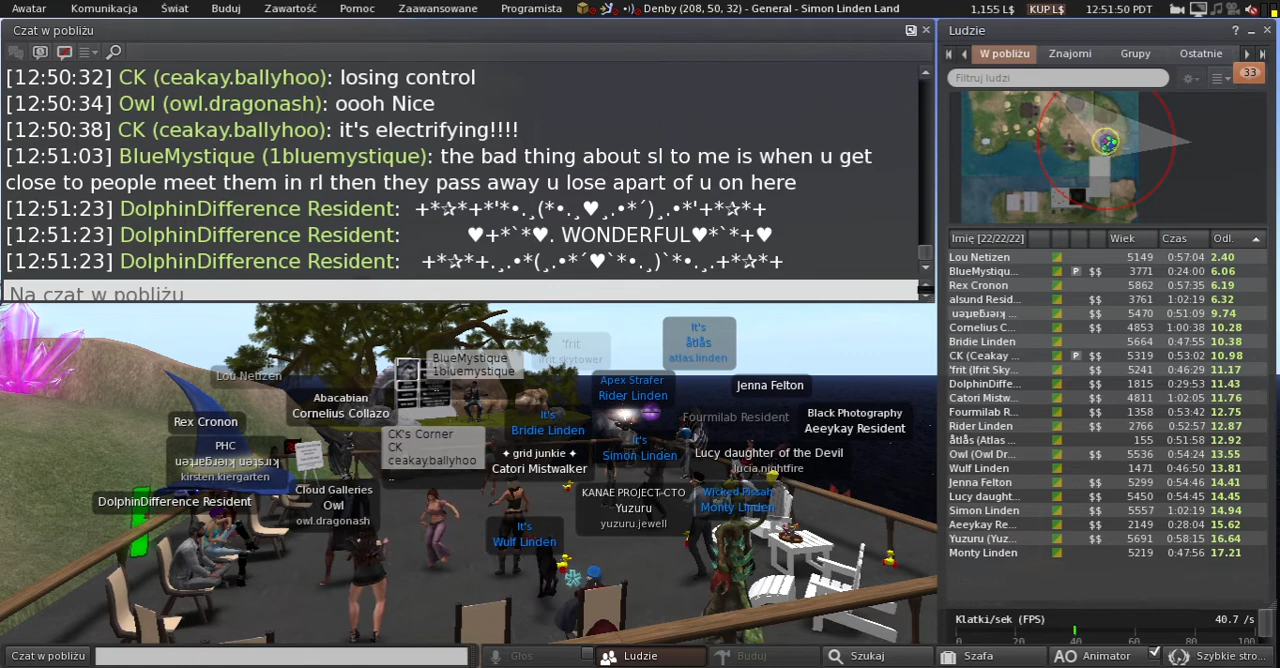 Awatar Komunikacja Świat Buduj Zawartość Pomoc Zaawansowane Programista Denby (208, 50, 32) - General - Simon Linden Land 1,155 L$ KUP L$ 12:51:50 PDT
Czat w pobliżu
[12:50:32] CK (ceakay.ballyhoo): losing control
[12:50:34] Owl (owl.dragonash): oooh Nice
[12:50:38] CK (ceakay.ballyhoo): it's electrifying!!!!
[12:51:03] BlueMystique (1bluemystique): the bad thing about sl to me is when u get
close to people meet them in rl then they pass away u lose apart of u on here
[12:51:23] DolphinDifference Resident: +*✰+*'*•.¸(*•.¸♥¸.•*´)¸.•*'+*✰*+
[12:51:23] DolphinDifference Resident: ♥+*`*♥. WONDERFUL♥*`*+♥
[12:51:23] DolphinDifference Resident: +*✰*+.¸.•*(¸.•*´♥`*•.¸)`*•.¸.+*✰*+
Na czat w pobliżu
It's
åtlås
atlas.linden
'frit
ifrit.skytower
BlueMystique
1bluemystique
Lou Netizen
Apex Strafer
Rider Linden
Jenna Felton
Abacabian
Cornelius Collazo
Rex Cronon
It's
Bridie Linden
Fourmilab Resident
Black Photography
Aeeykay Resident
CK's Corner
CK
ceakay.ballyhoo
PHC
kirsten.kiergarten
It's
Simon Linden
✦ grid junkie ✦
Catori Mistwalker
Lucy daughter of the Devil
lucia.nightfire
DolphinDifference Resident
Cloud Galleries
Owl
owl.dragonash
KANAE PROJECT-CTO
Yuzuru
yuzuru.jewell
Wicked Pissah
Monty Linden
It's
Wulf Linden
Czat w pobliżu Głos Ludzie Buduj Szukaj Szafa AO Animator Szybkie stro...
Ludzie
W pobliżu Znajomi Grupy Ostatnie
Filtruj ludzi 33
Imię [22/22/22] Wiek Czas Odl.
Lou Netizen 5149 0:57:04 2.40
BlueMystiqu... P $$ 3771 0:24:00 6.06
Rex Cronon 5862 0:57:35 6.19
alsund Resid... $$ 3761 1:02:19 6.32
$$ 5470 0:51:09 9.74
Cornelius C... $$ 4853 1:00:38 10.28
Bridie Linden 5664 0:47:55 10.38
CK (Ceakay ... P $$ 5319 0:53:02 10.98
'frit (Ifrit Sky... $$ 5241 0:46:29 11.17
DolphinDiffe... $$ 1815 0:29:53 11.43
Catori Mistw... $$ 4811 1:02:05 11.76
Fourmilab R... $$ 1358 0:53:42 12.75
Rider Linden $$ 2766 0:52:57 12.87
åtlås (Atlas ... 155 0:51:58 12.92
Owl (Owl Dr... $$ 5536 0:54:24 13.55
Wulf Linden 1471 0:46:50 13.81
Jenna Felton $$ 5299 0:54:46 14.41
Lucy daught... $$ 5450 0:54:45 14.45
Simon Linden $$ 5557 1:02:19 14.94
Aeeykay Re... $$ 2149 0:28:04 15.62
Yuzuru (Yuz... $$ 5691 0:58:15 16.64
Monty Linden 5219 0:47:56 17.21
Klatki/sek (FPS) 40.7 /s
0 20 40 60 80 100